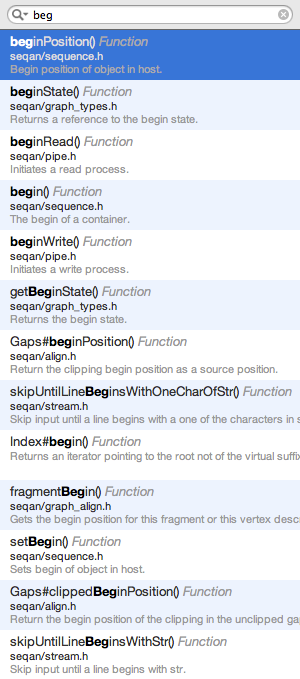 beg
beginPosition() Function
seqan/sequence.h
Begin position of object in host.
beginState() Function
seqan/graph_types.h
Returns a reference to the begin state.
beginRead() Function
seqan/pipe.h
Initiates a read process.
begin() Function
seqan/sequence.h
The begin of a container.
beginWrite() Function
seqan/pipe.h
Initiates a write process.
getBeginState() Function
seqan/graph_types.h
Returns the begin state.
Gaps#beginPosition() Function
seqan/align.h
Return the clipping begin position as a source position.
skipUntilLineBeginsWithOneCharOfStr() Function
seqan/stream.h
Skip input until a line begins with a one of the characters in s
Index#begin() Function
Returns an iterator pointing to the root not of the virtual suffix
fragmentBegin() Function
seqan/graph_align.h
Gets the begin position for this fragment or this vertex desc
setBegin() Function
seqan/sequence.h
Sets begin of object in host.
Gaps#clippedBeginPosition() Function
seqan/align.h
Return the begin position of the clipping in the unclipped ga
skipUntilLineBeginsWithStr() Function
seqan/stream.h
Skip input until a line begins with str.